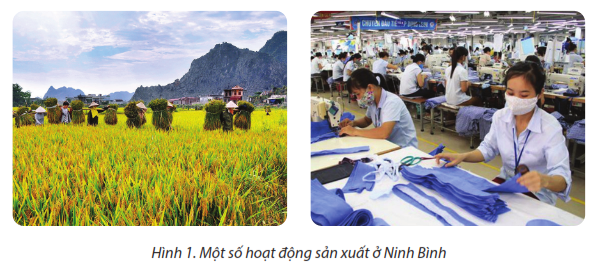 Hình 1. Một số hoạt động sản xuất ở Ninh Bình